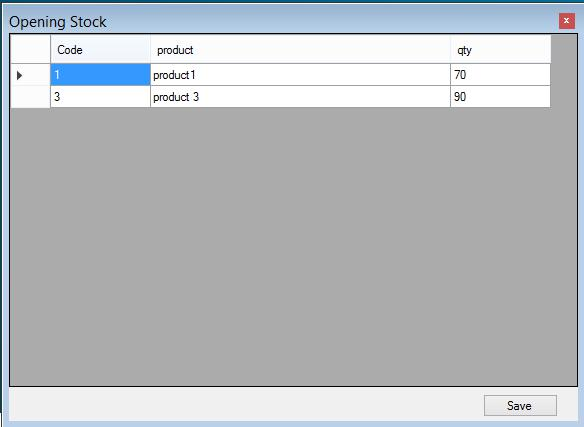 Opening Stock
x
Code product qty
1 product1 70
3 product 3 90
Save